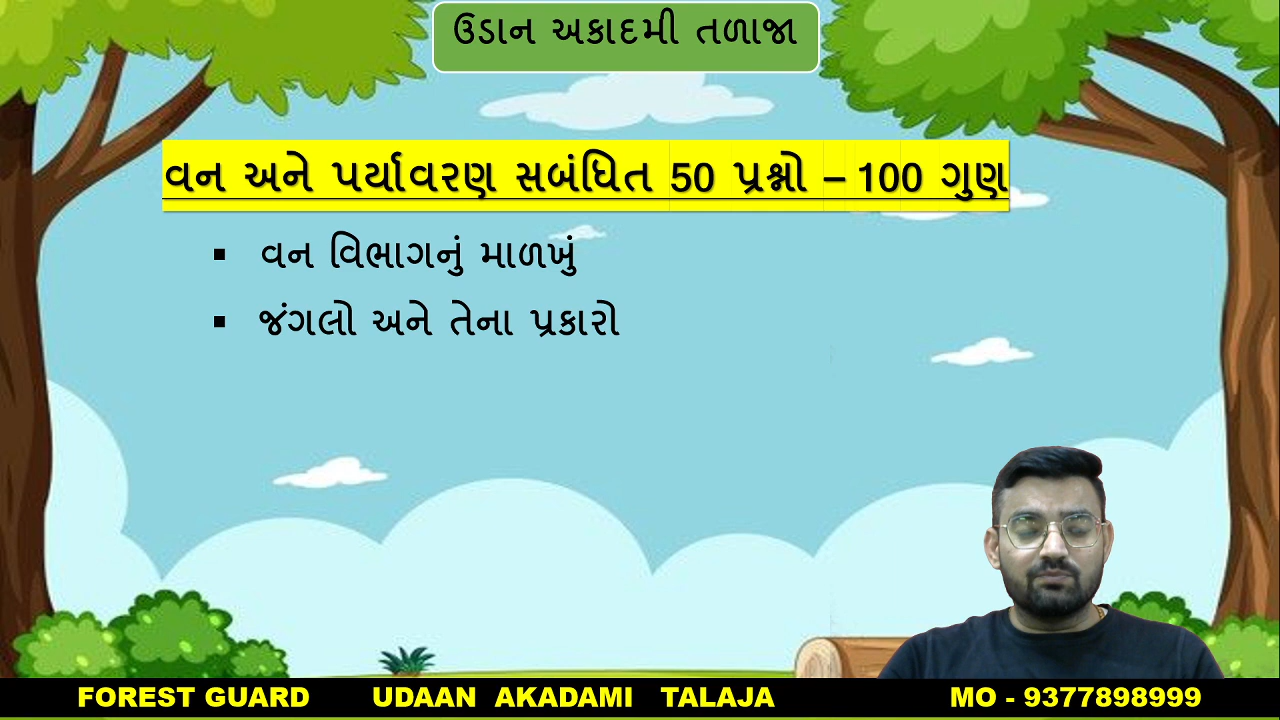 ઉડાન અકાદમી તળાજા
વન અને પર્યાવરણ સબંધિત 50 પ્રશ્નો – 100 ગુણ
▪ વન વિભાગનું માળખું
▪ જંગલો અને તેના પ્રકારો
FOREST GUARD UDAAN AKADAMI TALAJA MO - 9377898999